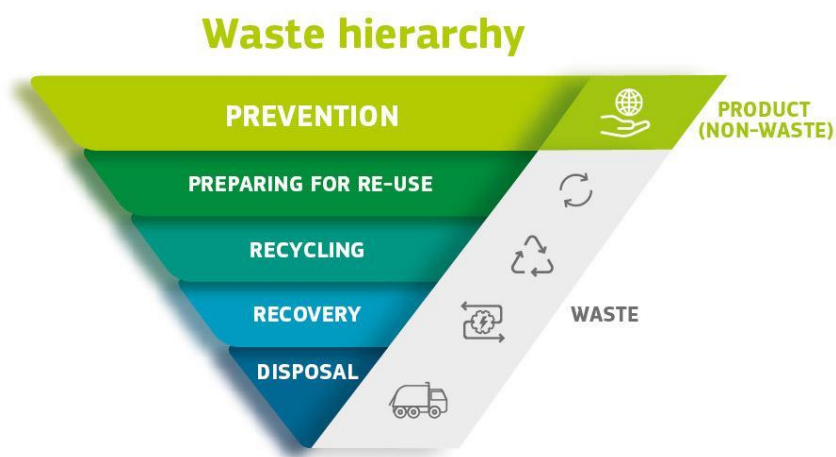 Waste hierarchy
PREVENTION
PRODUCT
(NON-WASTE)
PREPARING FOR RE-USE
RECYCLING
RECOVERY
WASTE
DISPOSAL